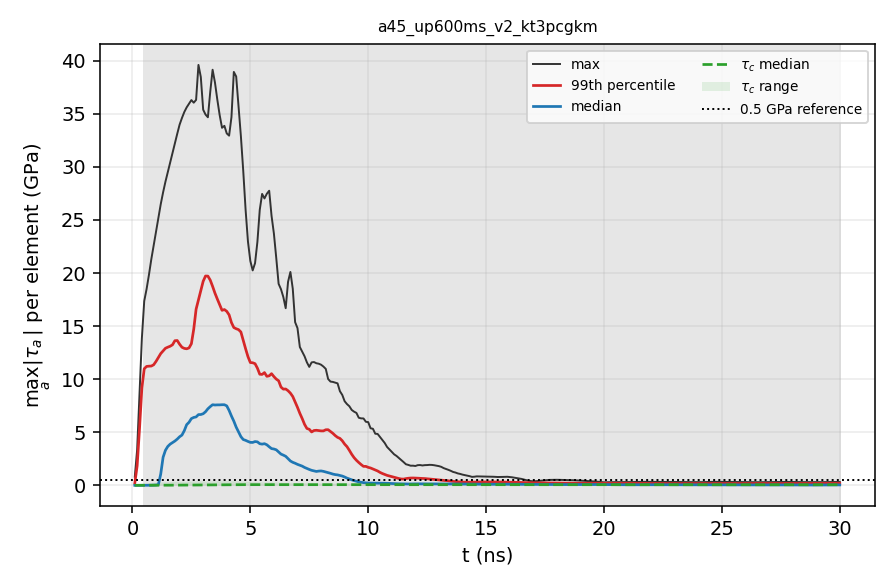 a45_up600ms_v2_kt3pcgkm
max
99th percentile
median
τc median
τc range
0.5 GPa reference
max a |τa| per element (GPa)
40
35
30
25
20
15
10
5
0
0 5 10 15 20 25 30
t (ns)